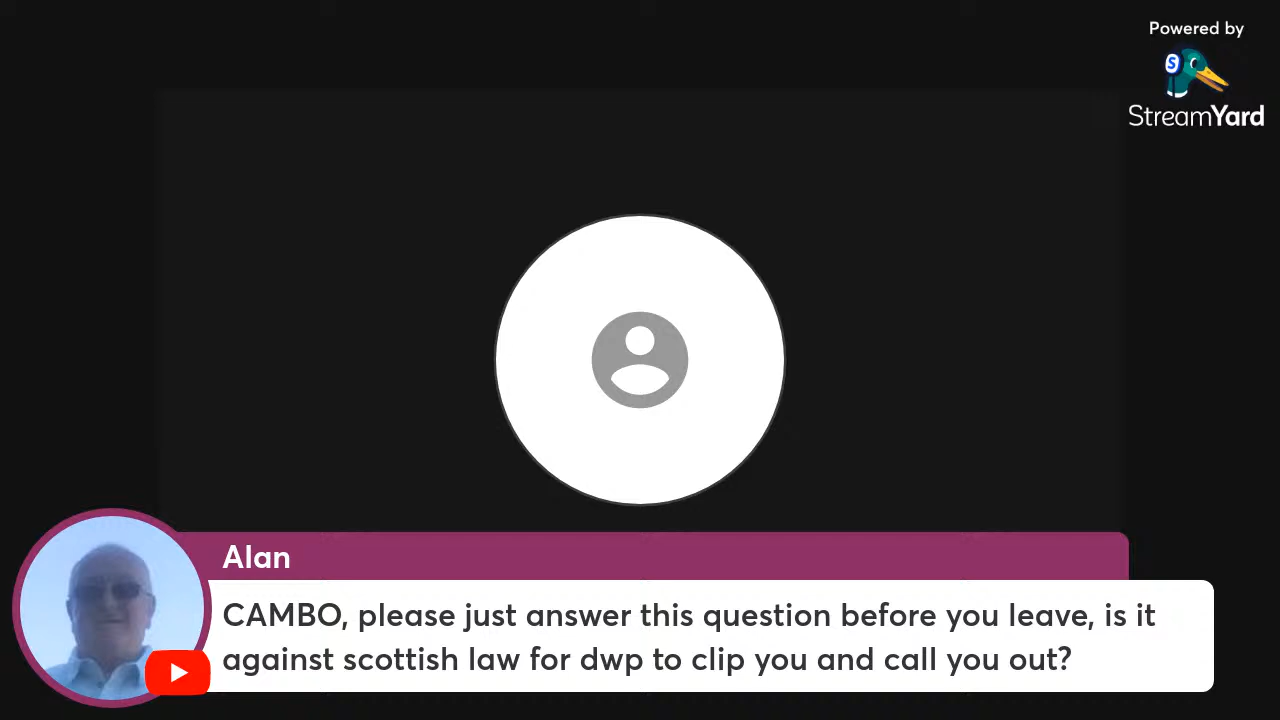 Powered by
S
StreamYard
Alan
CAMBO, please just answer this question before you leave, is it
against scottish law for dwp to clip you and call you out?